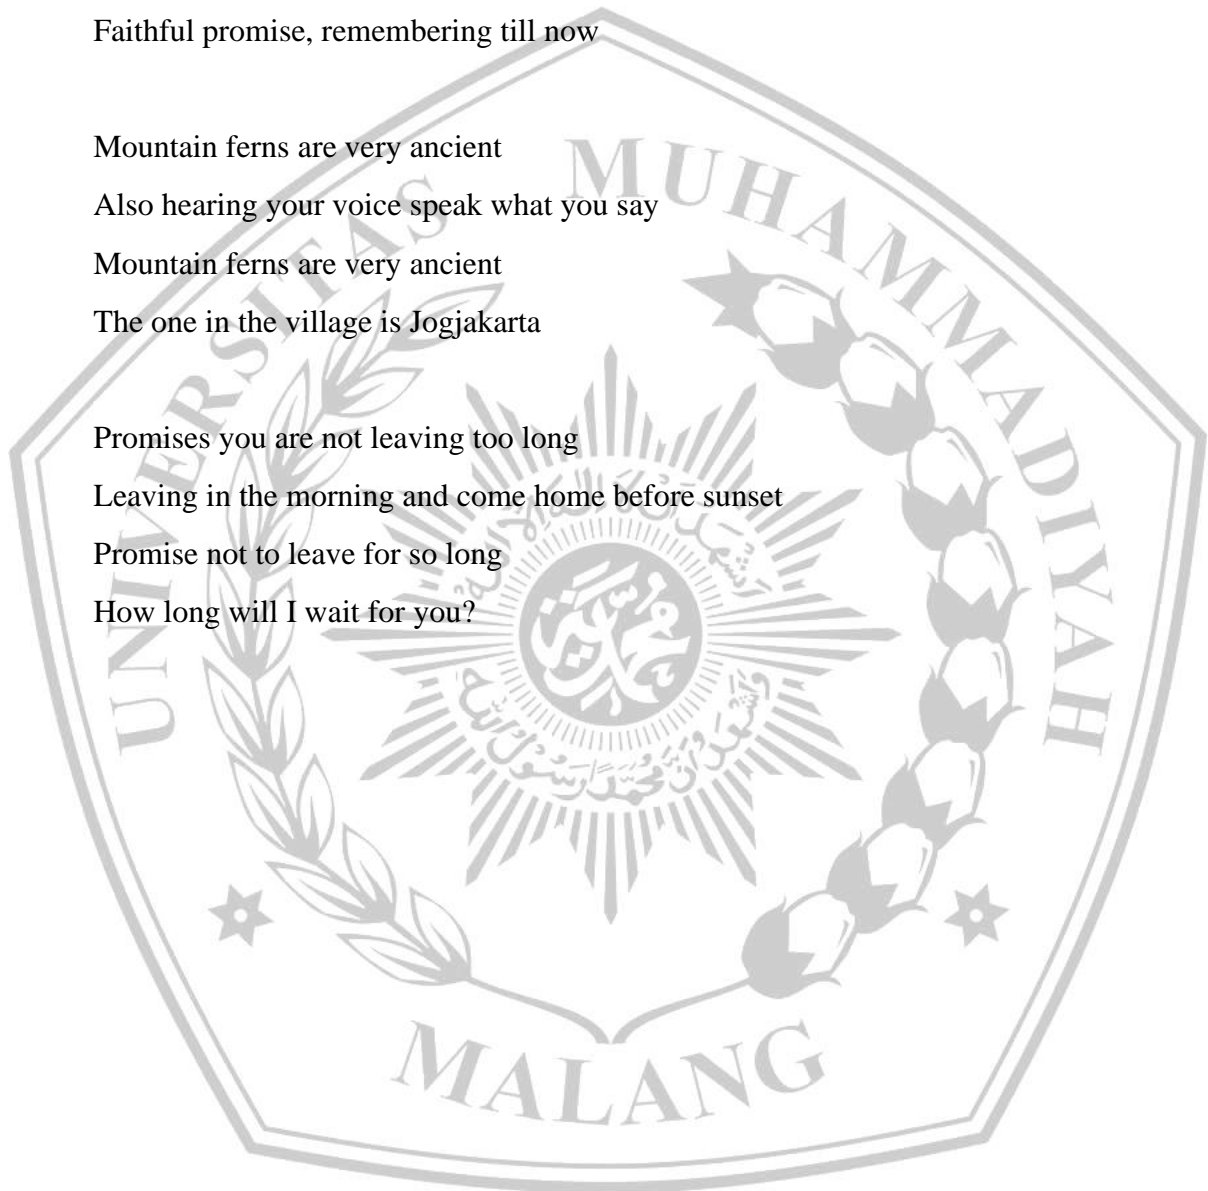 Faithful promise, remembering till now
Mountain ferns are very ancient
Also hearing your voice speak what you say
Mountain ferns are very ancient
The one in the village is Jogjakarta
Promises you are not leaving too long
Leaving in the morning and come home before sunset
Promise not to leave for so long
How long will I wait for you?
UNIVERSITAS MUHAMMADIYAH
MALANG